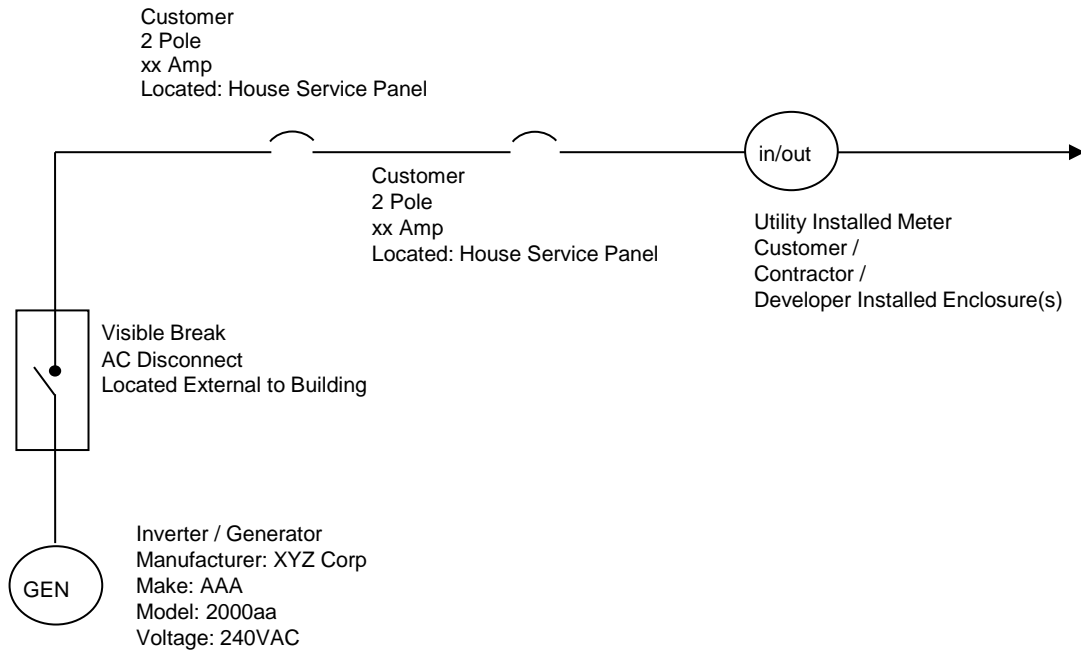 Customer
2 Pole
xx Amp
Located: House Service Panel
in/out
Customer
2 Pole
xx Amp
Located: House Service Panel
Utility Installed Meter
Customer /
Contractor /
Developer Installed Enclosure(s)
Visible Break
AC Disconnect
Located External to Building
GEN
Inverter / Generator
Manufacturer: XYZ Corp
Make: AAA
Model: 2000aa
Voltage: 240VAC